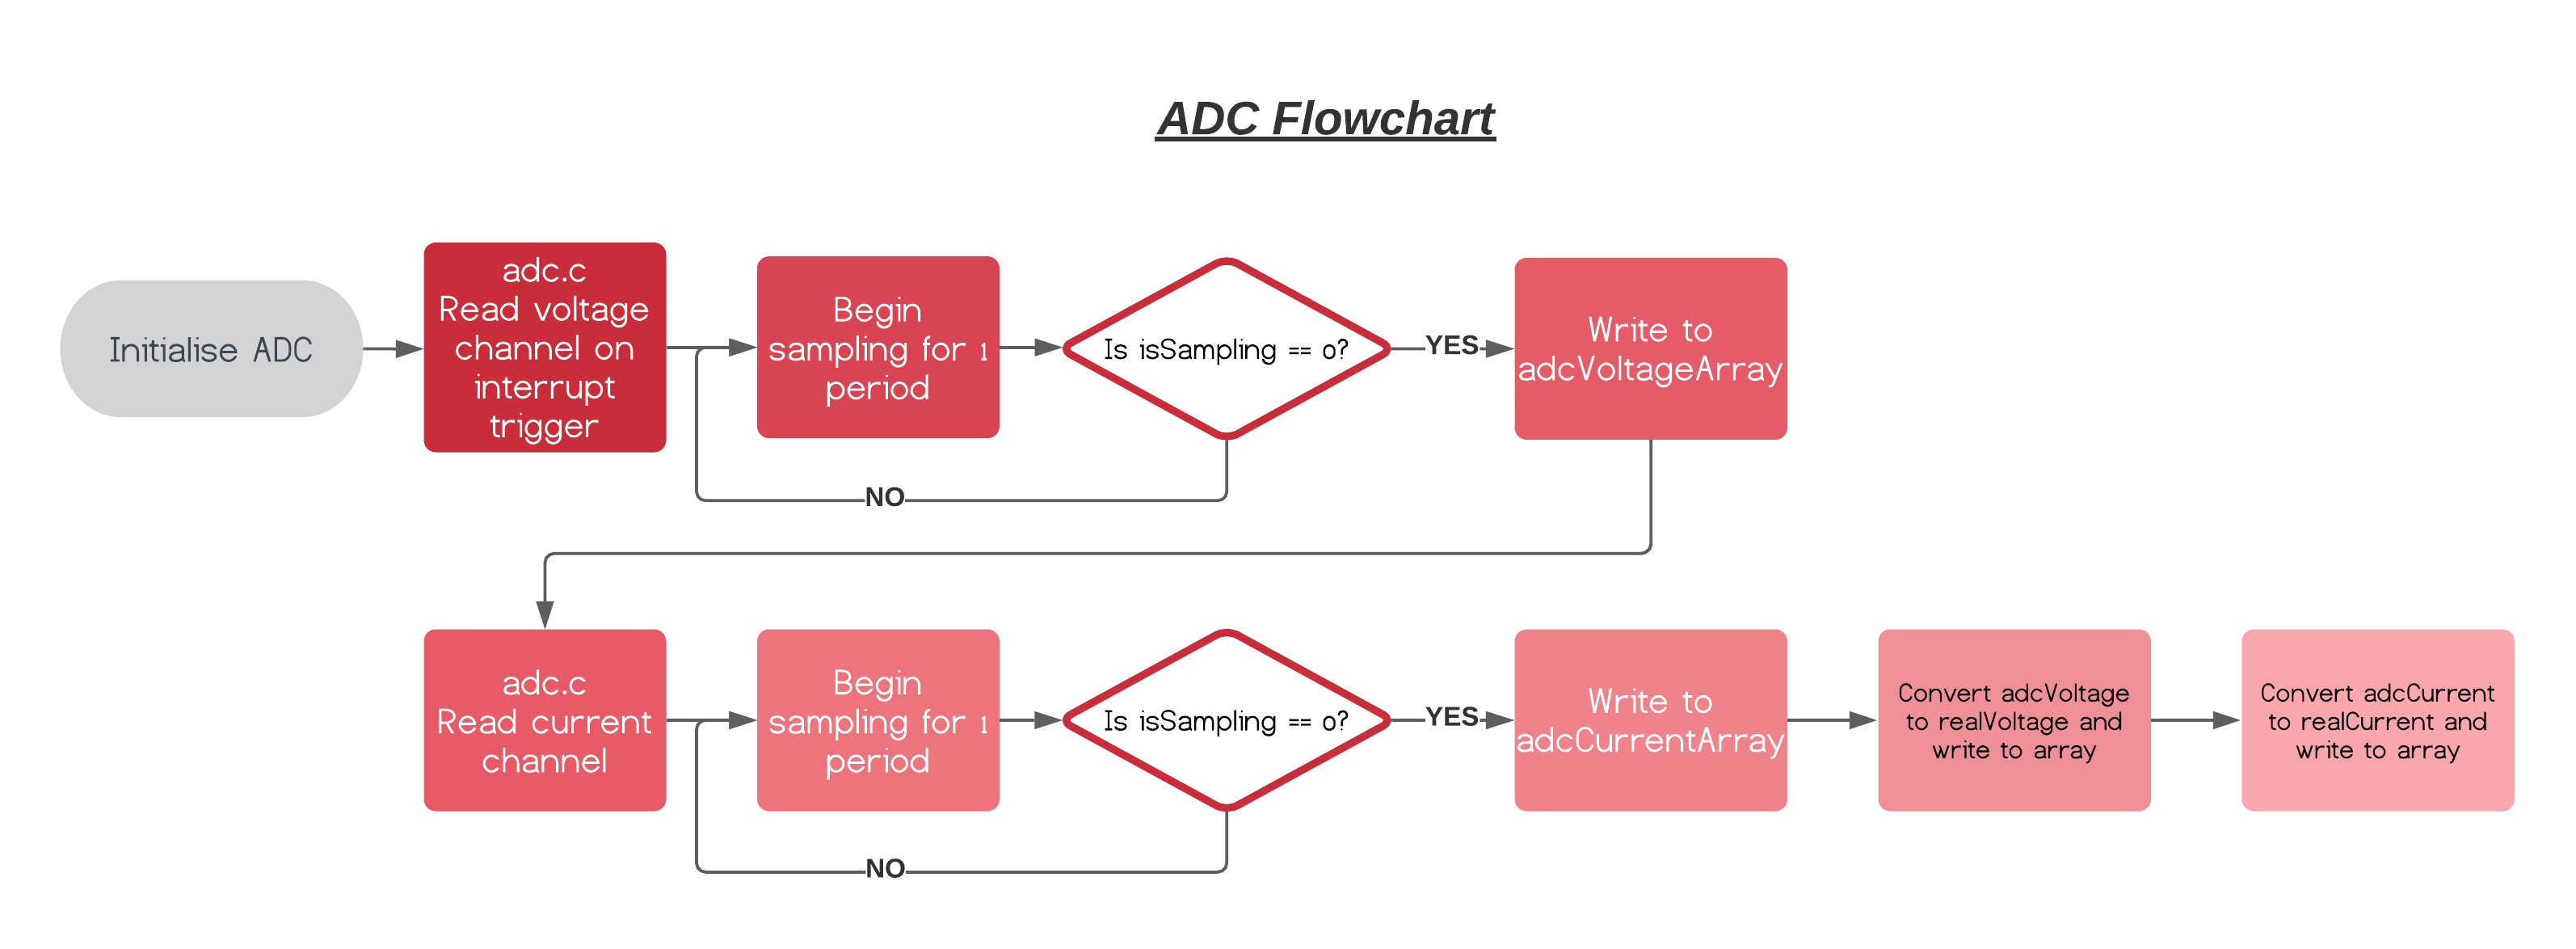 ADC Flowchart
Initialise ADC
adc.c
Read voltage
channel on
interrupt
trigger
Begin
sampling for 1
period
Is isSampling == 0?
YES
Write to
adcVoltageArray
NO
adc.c
Read current
channel
Begin
sampling for 1
period
Is isSampling == 0?
YES
Write to
adcCurrentArray
Convert adcVoltage
to realVoltage and
write to array
Convert adcCurrent
to realCurrent and
write to array
NO